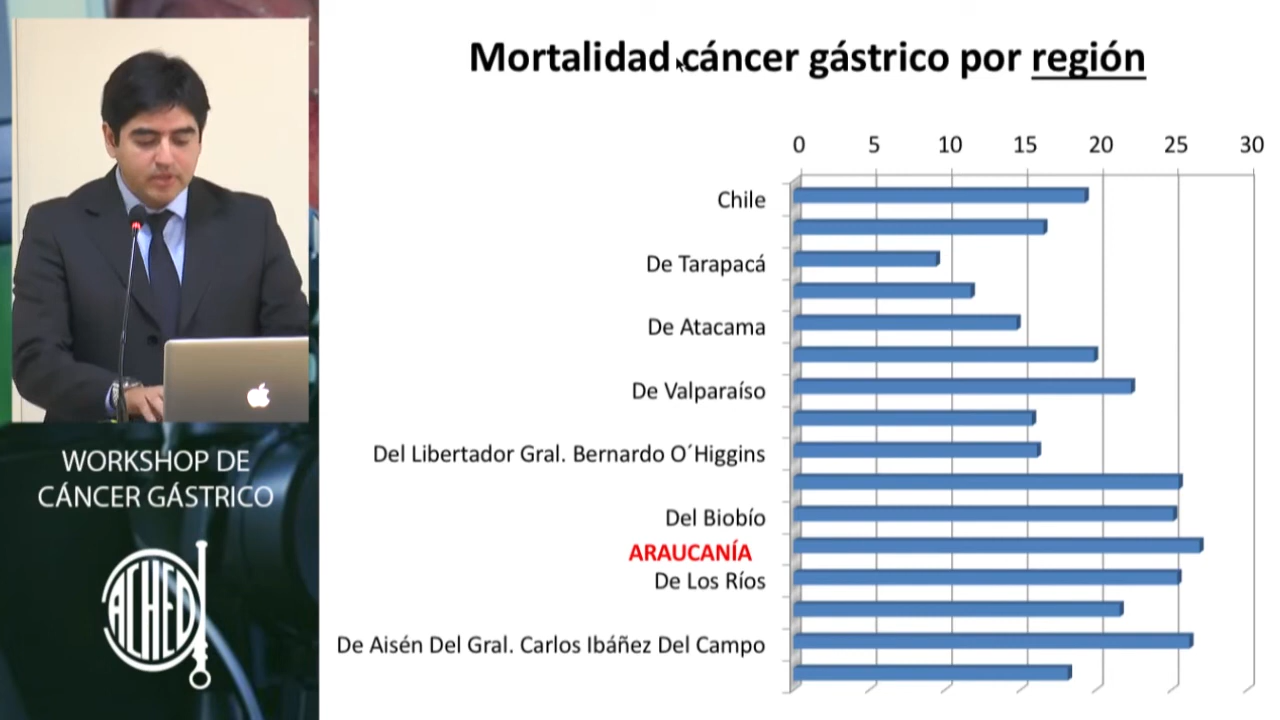 Mortalidad cáncer gástrico por región
0 5 10 15 20 25 30
Chile
De Tarapacá
De Atacama
De Valparaíso
Del Libertador Gral. Bernardo O´Higgins
Del Biobío
ARAUCANÍA
De Los Ríos
De Aisén Del Gral. Carlos Ibáñez Del Campo
WORKSHOP DE
CÁNCER GÁSTRICO
ACHED